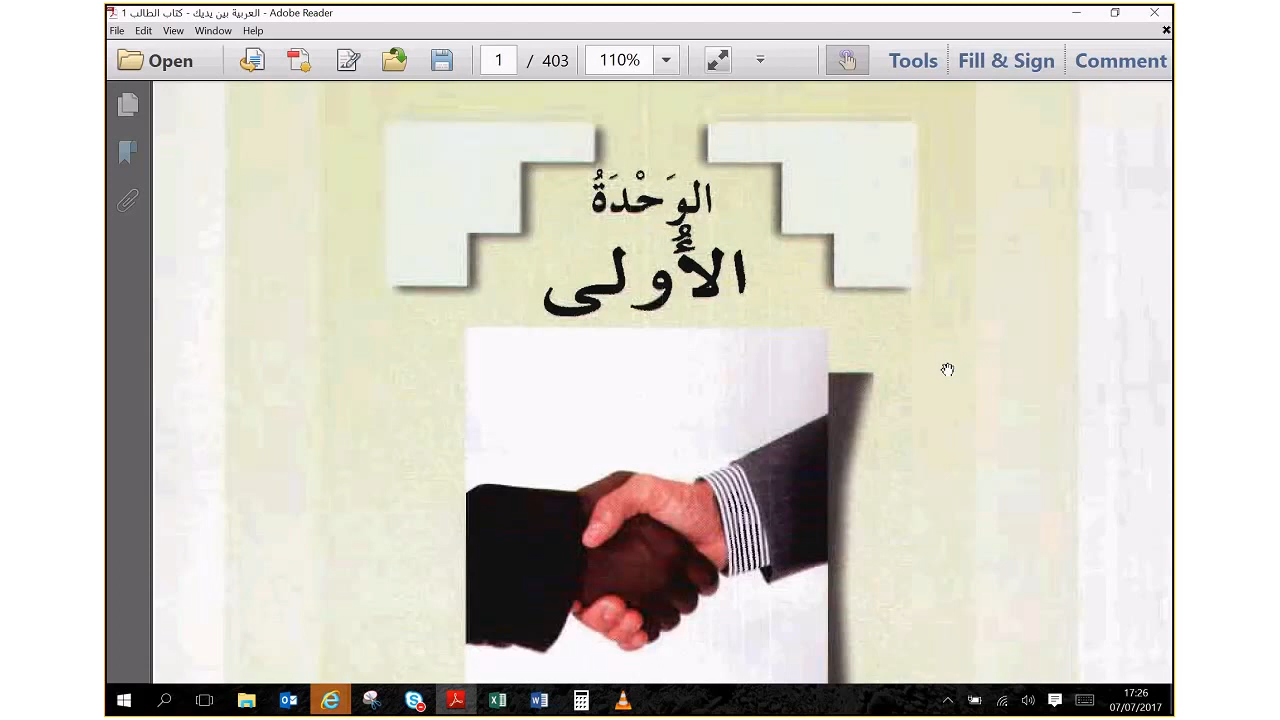 العربية بين يديك - كتاب الطالب 1 - Adobe Reader
File Edit View Window Help
Open 1 / 403 110% Tools Fill & Sign Comment
الوَحْدَةُ
الأُولى
17:26
07/07/2017